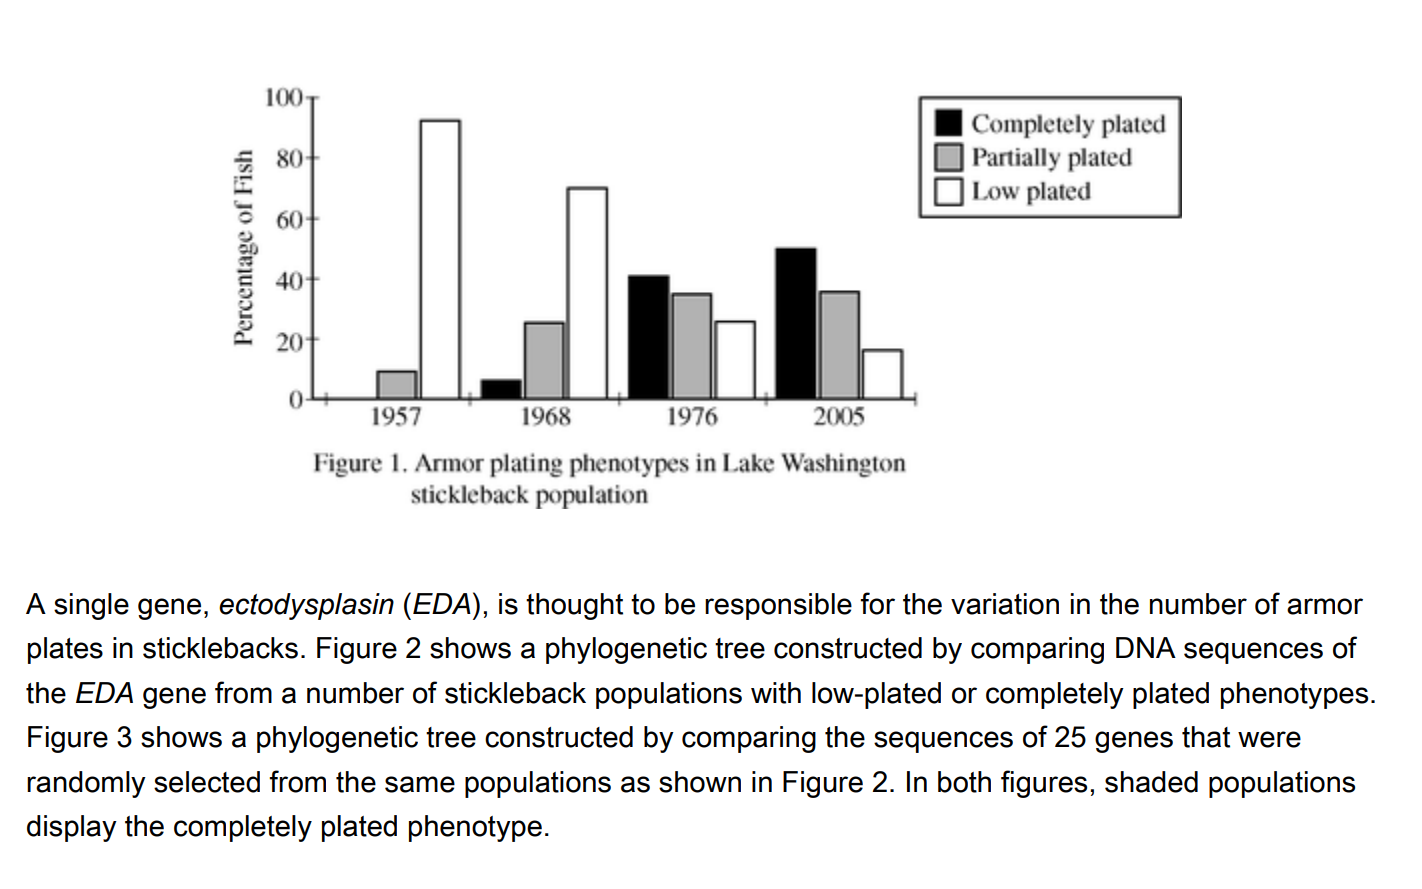 100
80
60
40
20
0
Percentage of Fish
1957 1968 1976 2005
Completely plated
Partially plated
Low plated
Figure 1. Armor plating phenotypes in Lake Washington
stickleback population
A single gene, ectodysplasin (EDA), is thought to be responsible for the variation in the number of armor
plates in sticklebacks. Figure 2 shows a phylogenetic tree constructed by comparing DNA sequences of
the EDA gene from a number of stickleback populations with low-plated or completely plated phenotypes.
Figure 3 shows a phylogenetic tree constructed by comparing the sequences of 25 genes that were
randomly selected from the same populations as shown in Figure 2. In both figures, shaded populations
display the completely plated phenotype.